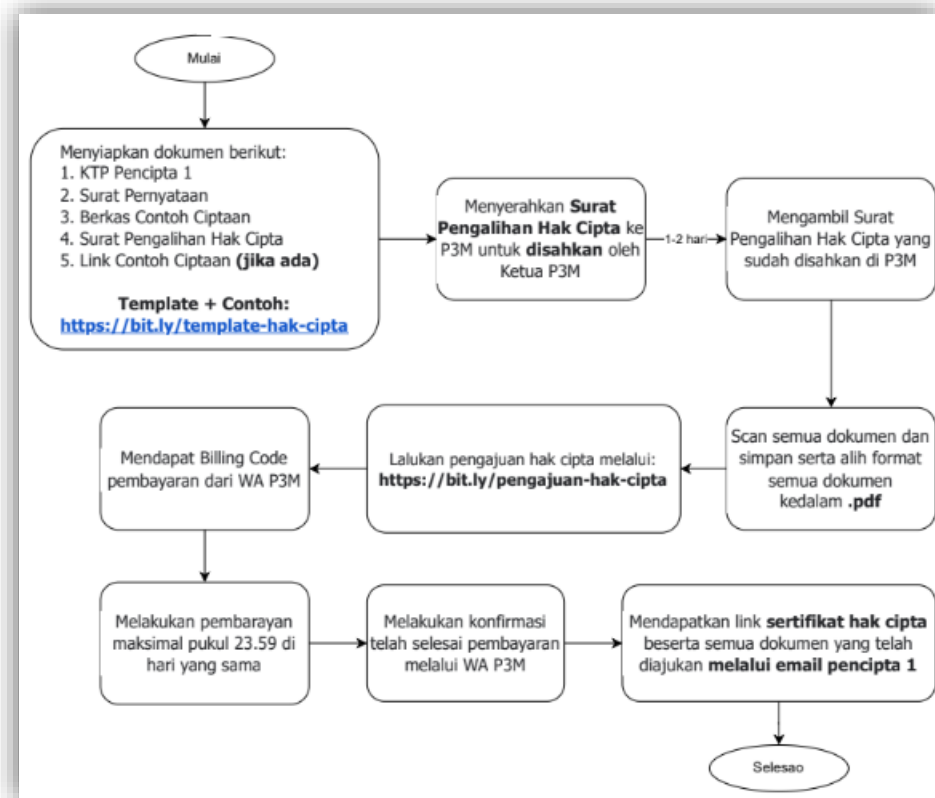 Mulai
Menyiapkan dokumen berikut:
1. KTP Pencipta 1
2. Surat Pernyataan
3. Berkas Contoh Ciptaan
4. Surat Pengalihan Hak Cipta
5. Link Contoh Ciptaan (jika ada)
Template + Contoh:
https://bit.ly/template-hak-cipta
Menyerahkan Surat
Pengalihan Hak Cipta ke
P3M untuk disahkan oleh
Ketua P3M
1-2 hari
Mengambil Surat
Pengalihan Hak Cipta yang
sudah disahkan di P3M
Scan semua dokumen dan
simpan serta alih format
semua dokumen
kedalam .pdf
Lalukan pengajuan hak cipta melalui:
https://bit.ly/pengajuan-hak-cipta
Mendapat Billing Code
pembayaran dari WA P3M
Melakukan pembarayan
maksimal pukul 23.59 di
hari yang sama
Melakukan konfirmasi
telah selesai pembayaran
melalui WA P3M
Mendapatkan link sertifikat hak cipta
beserta semua dokumen yang telah
diajukan melalui email pencipta 1
Selesao